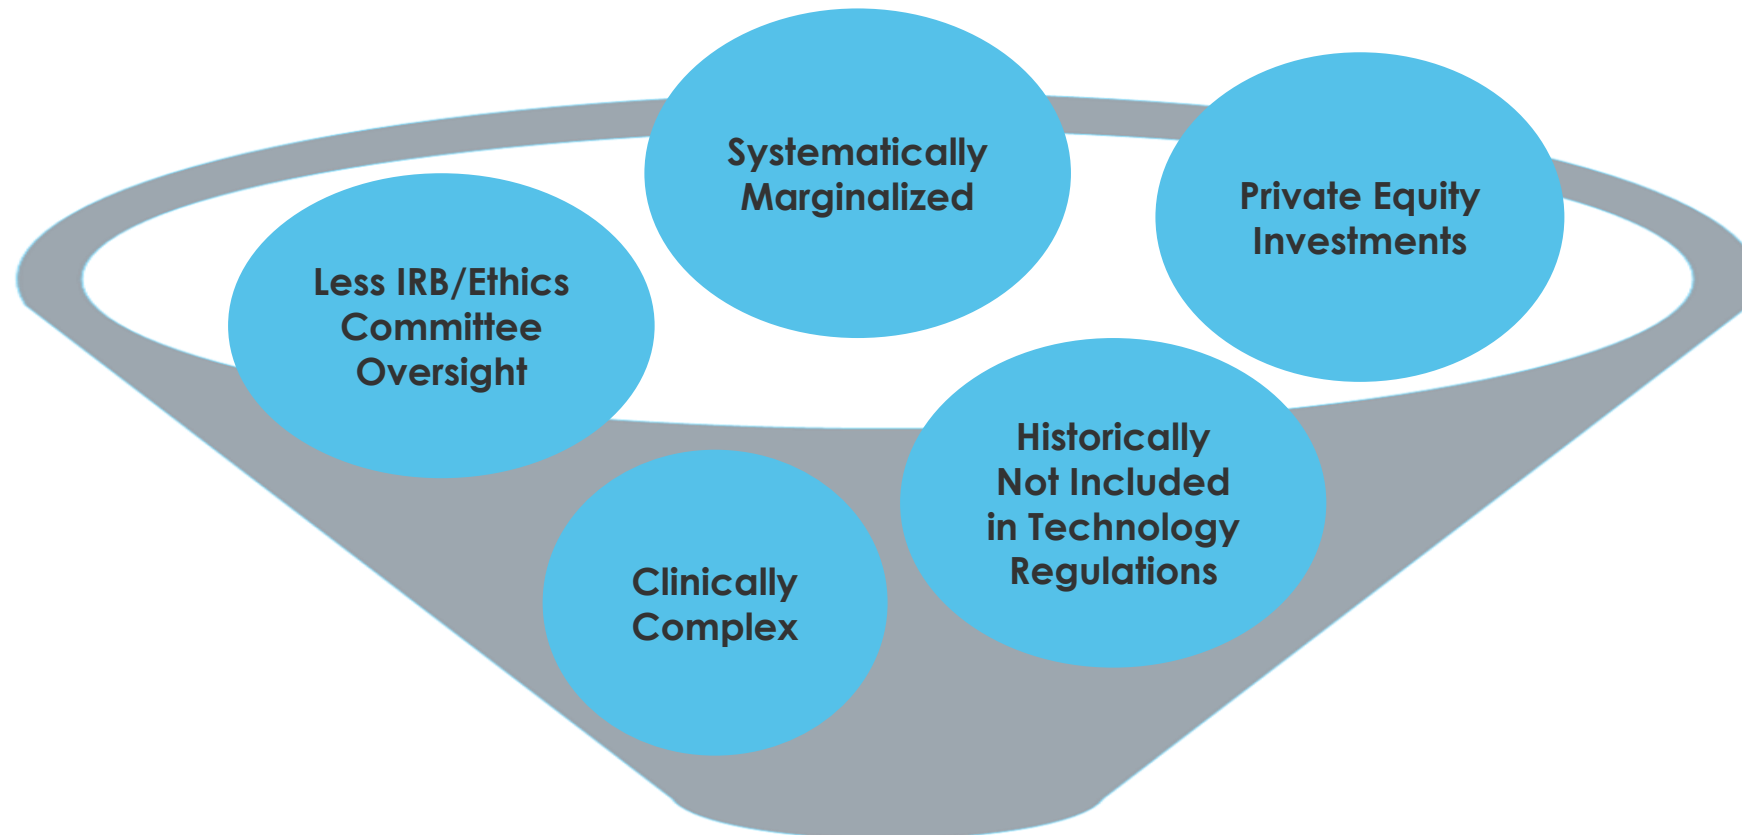 Systematically
Marginalized
Private Equity
Investments
Less IRB/Ethics
Committee
Oversight
Historically
Not Included
in Technology
Regulations
Clinically
Complex